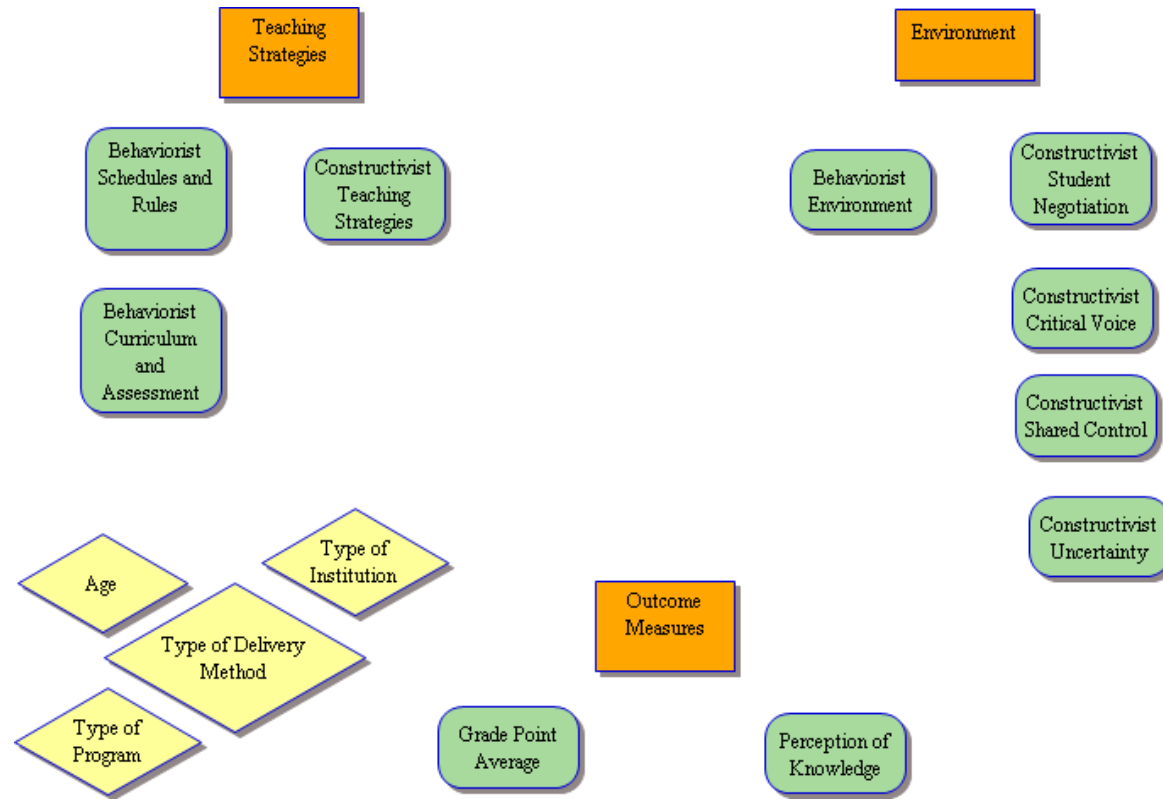 Teaching
Strategies
Environment
Behaviorist
Schedules and
Rules
Constructivist
Teaching
Strategies
Behaviorist
Environment
Constructivist
Student
Negotiation
Behaviorist
Curriculum
and
Assessment
Constructivist
Critical Voice
Constructivist
Shared Control
Constructivist
Uncertainty
Age
Type of
Institution
Type of Delivery
Method
Type of
Program
Outcome
Measures
Grade Point
Average
Perception of
Knowledge